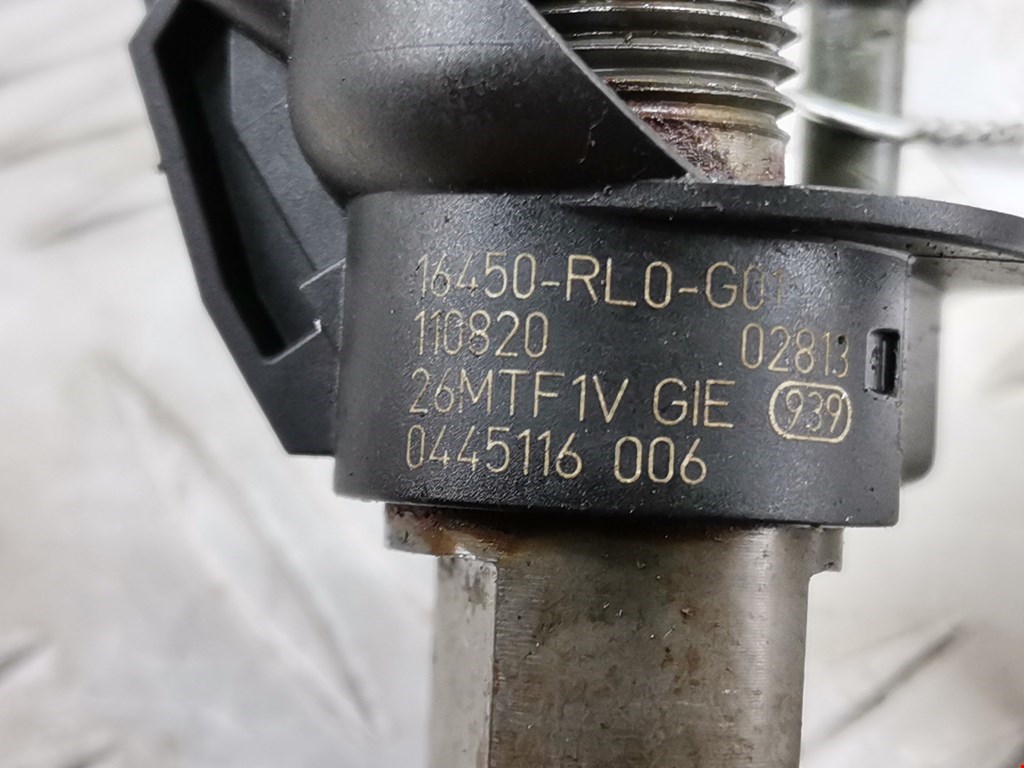 16450-RL0-G01
110820 02813
26MTF1V GIE 939
0445116 006